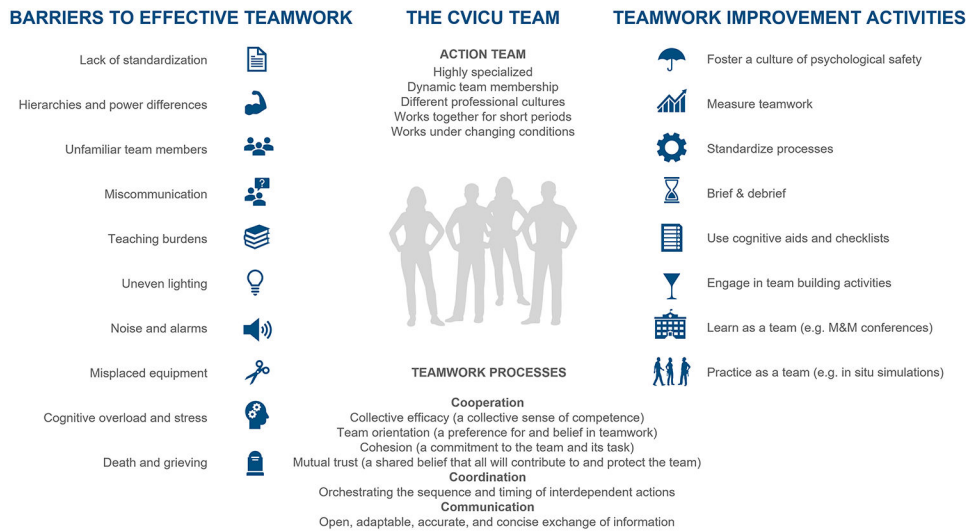 BARRIERS TO EFFECTIVE TEAMWORK
Lack of standardization
Hierarchies and power differences
Unfamiliar team members
Miscommunication
?
Teaching burdens
Uneven lighting
Noise and alarms
Misplaced equipment
Cognitive overload and stress
Death and grieving
THE CVICU TEAM
ACTION TEAM
Highly specialized
Dynamic team membership
Different professional cultures
Works together for short periods
Works under changing conditions
TEAMWORK PROCESSES
Cooperation
Collective efficacy (a collective sense of competence)
Team orientation (a preference for and belief in teamwork)
Cohesion (a commitment to the team and its task)
Mutual trust (a shared belief that all will contribute to and protect the team)
Coordination
Orchestrating the sequence and timing of interdependent actions
Communication
Open, adaptable, accurate, and concise exchange of information
TEAMWORK IMPROVEMENT ACTIVITIES
Foster a culture of psychological safety
Measure teamwork
Standardize processes
Brief & debrief
Use cognitive aids and checklists
Engage in team building activities
Learn as a team (e.g. M&M conferences)
Practice as a team (e.g. in situ simulations)